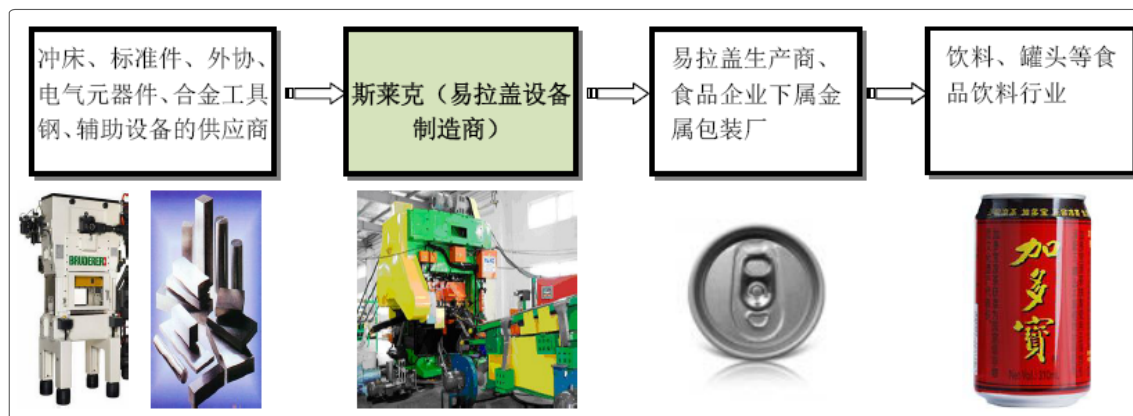 冲床、标准件、外协、
电气元器件、合金工具
钢、辅助设备的供应商
斯莱克（易拉盖设备
制造商）
易拉盖生产商、
食品企业下属金
属包装厂
饮料、罐头等食
品饮料行业
BRUDERER
加多寶